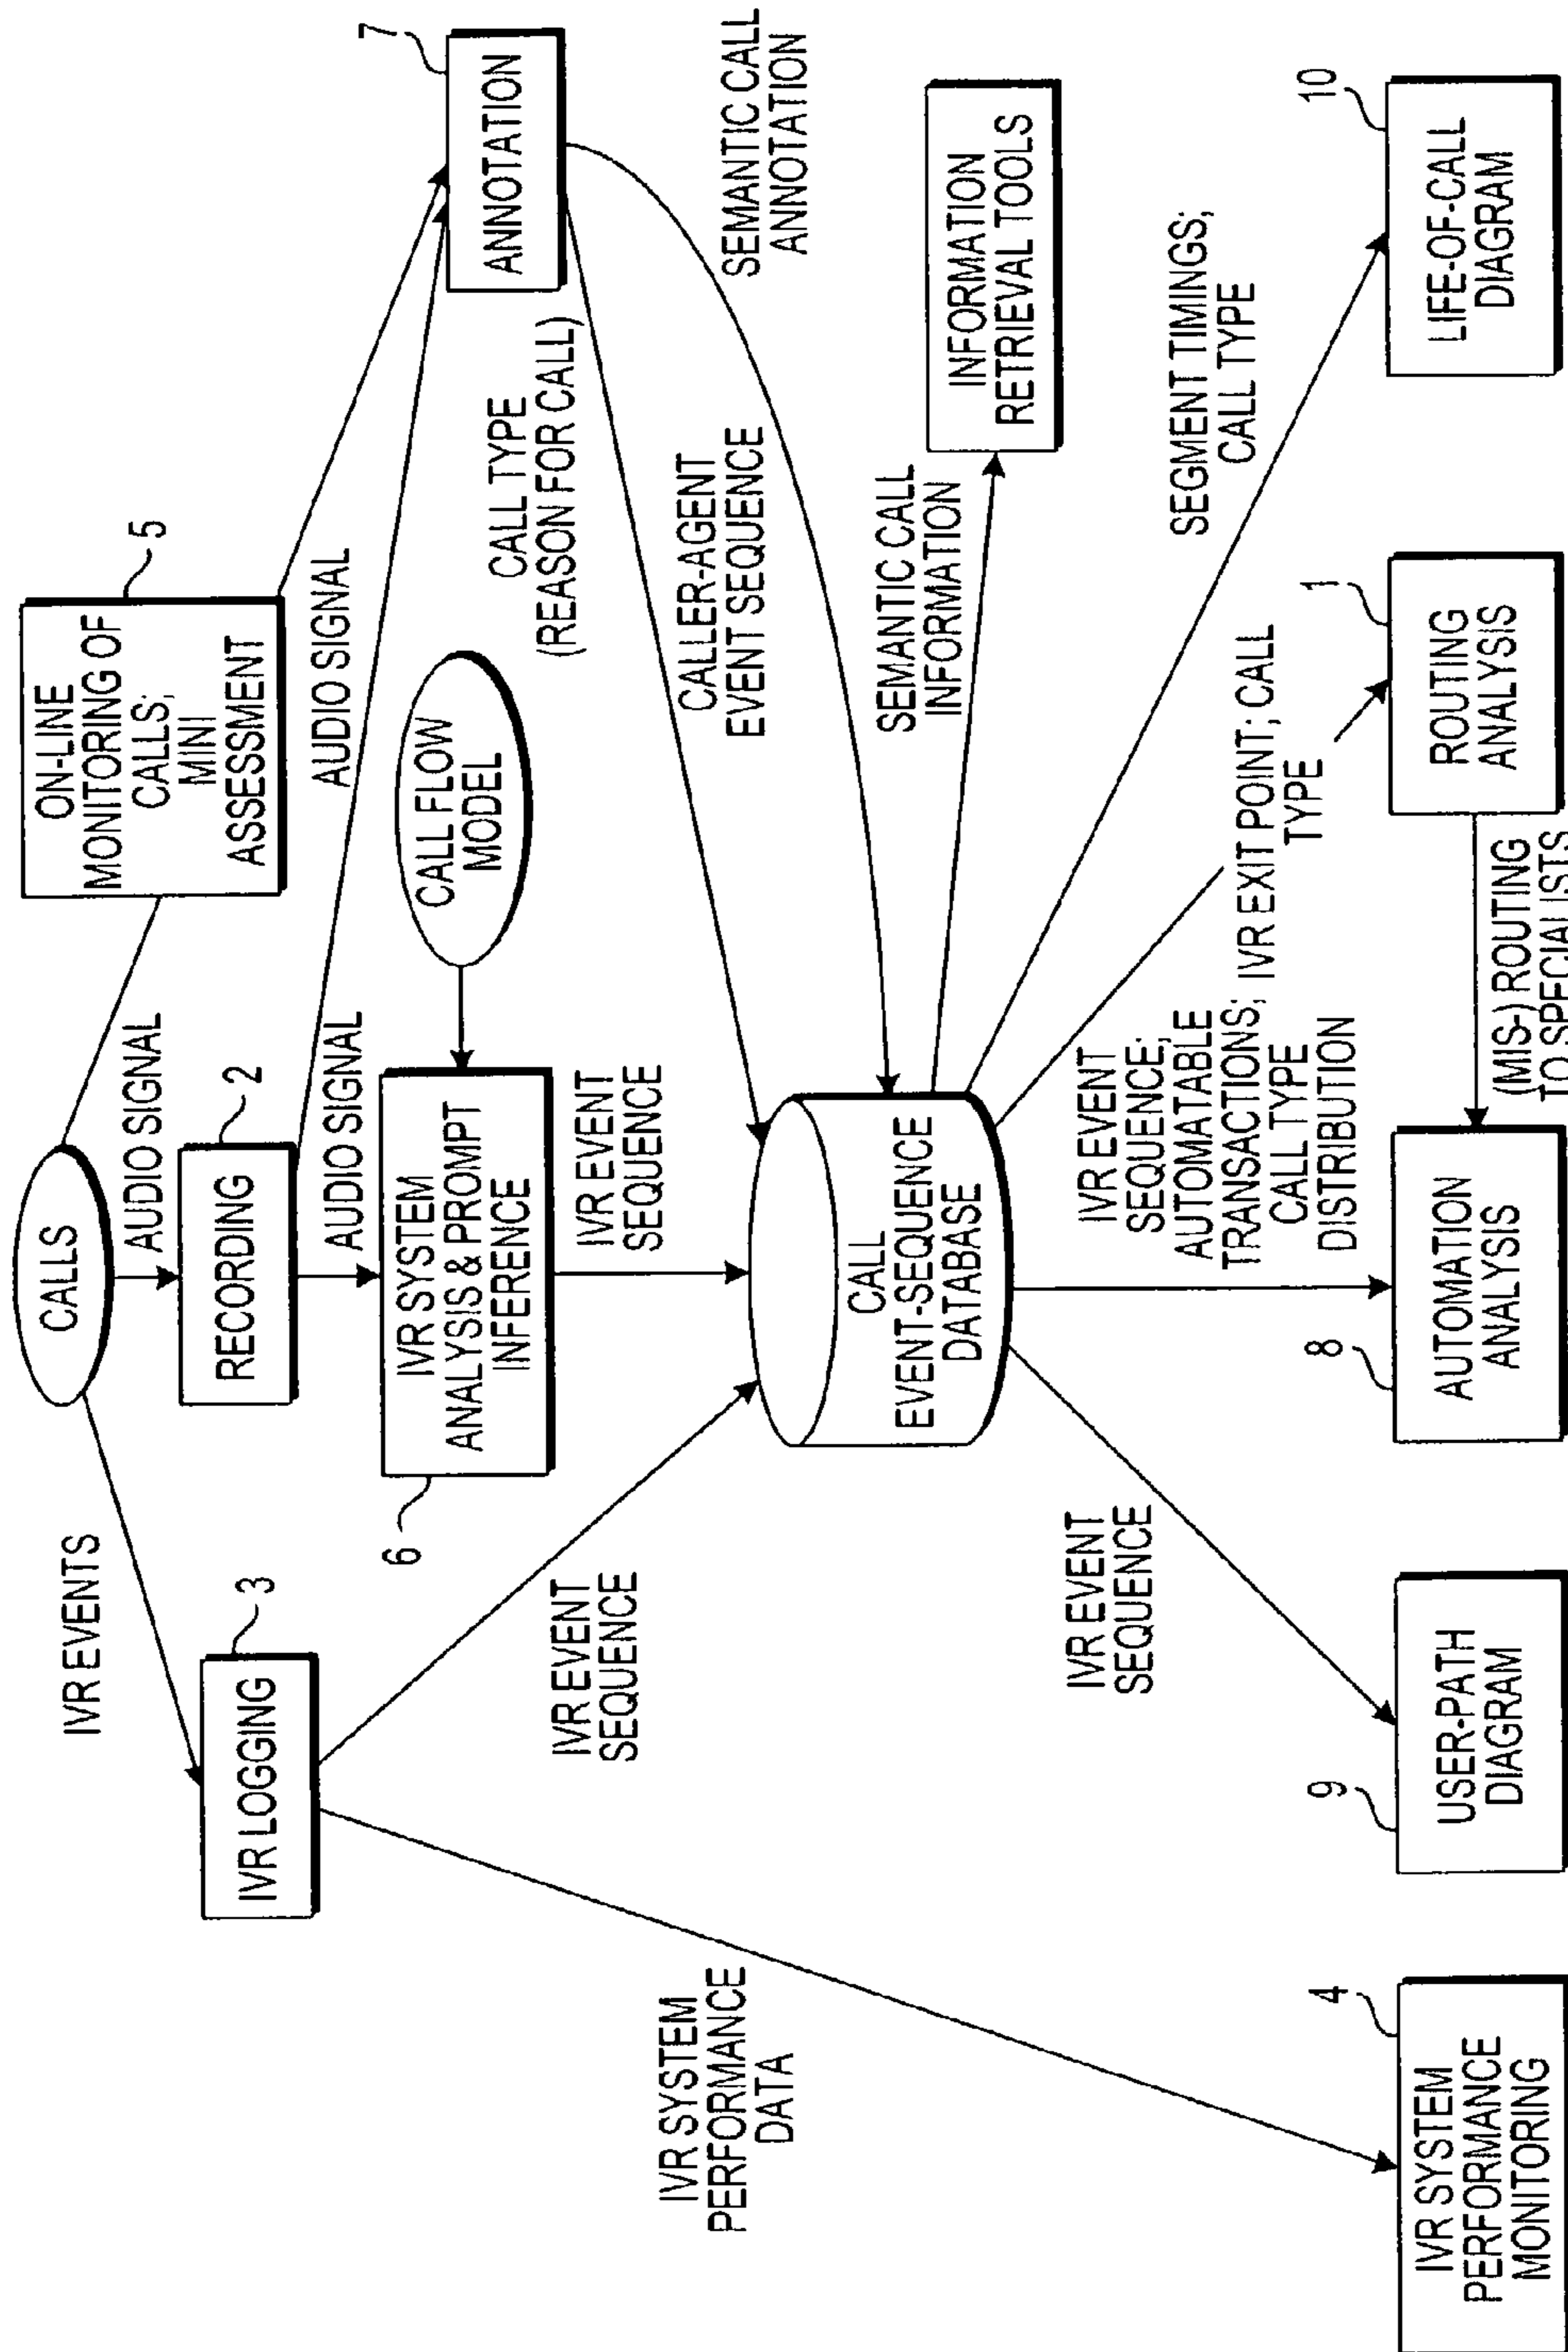 CALLS
IVR EVENTS
AUDIO SIGNAL
ON-LINE
MONITORING OF
CALLS;
MINI
ASSESSMENT
5
IVR LOGGING
3
RECORDING
2
AUDIO SIGNAL
AUDIO SIGNAL
7
ANNOTATION
6
IVR SYSTEM
ANALYSIS & PROMPT
INFERENCE
CALL FLOW
MODEL
CALL TYPE
(REASON FOR CALL)
IVR EVENT
SEQUENCE
IVR EVENT
SEQUENCE
CALLER-AGENT
EVENT SEQUENCE
SEMANTIC CALL
ANNOTATION
IVR SYSTEM
PERFORMANCE
DATA
CALL
EVENT-SEQUENCE
DATABASE
SEMANTIC CALL
INFORMATION
INFORMATION
RETRIEVAL TOOLS
IVR EVENT
SEQUENCE
IVR EVENT
SEQUENCE;
AUTOMATABLE
TRANSACTIONS;
CALL TYPE
DISTRIBUTION
IVR EXIT POINT; CALL
TYPE
SEGMENT TIMINGS;
CALL TYPE
4
IVR SYSTEM
PERFORMANCE
MONITORING
9
USER-PATH
DIAGRAM
8
AUTOMATION
ANALYSIS
(MIS-) ROUTING
TO SPECIALISTS
1
ROUTING
ANALYSIS
10
LIFE-OF-CALL
DIAGRAM